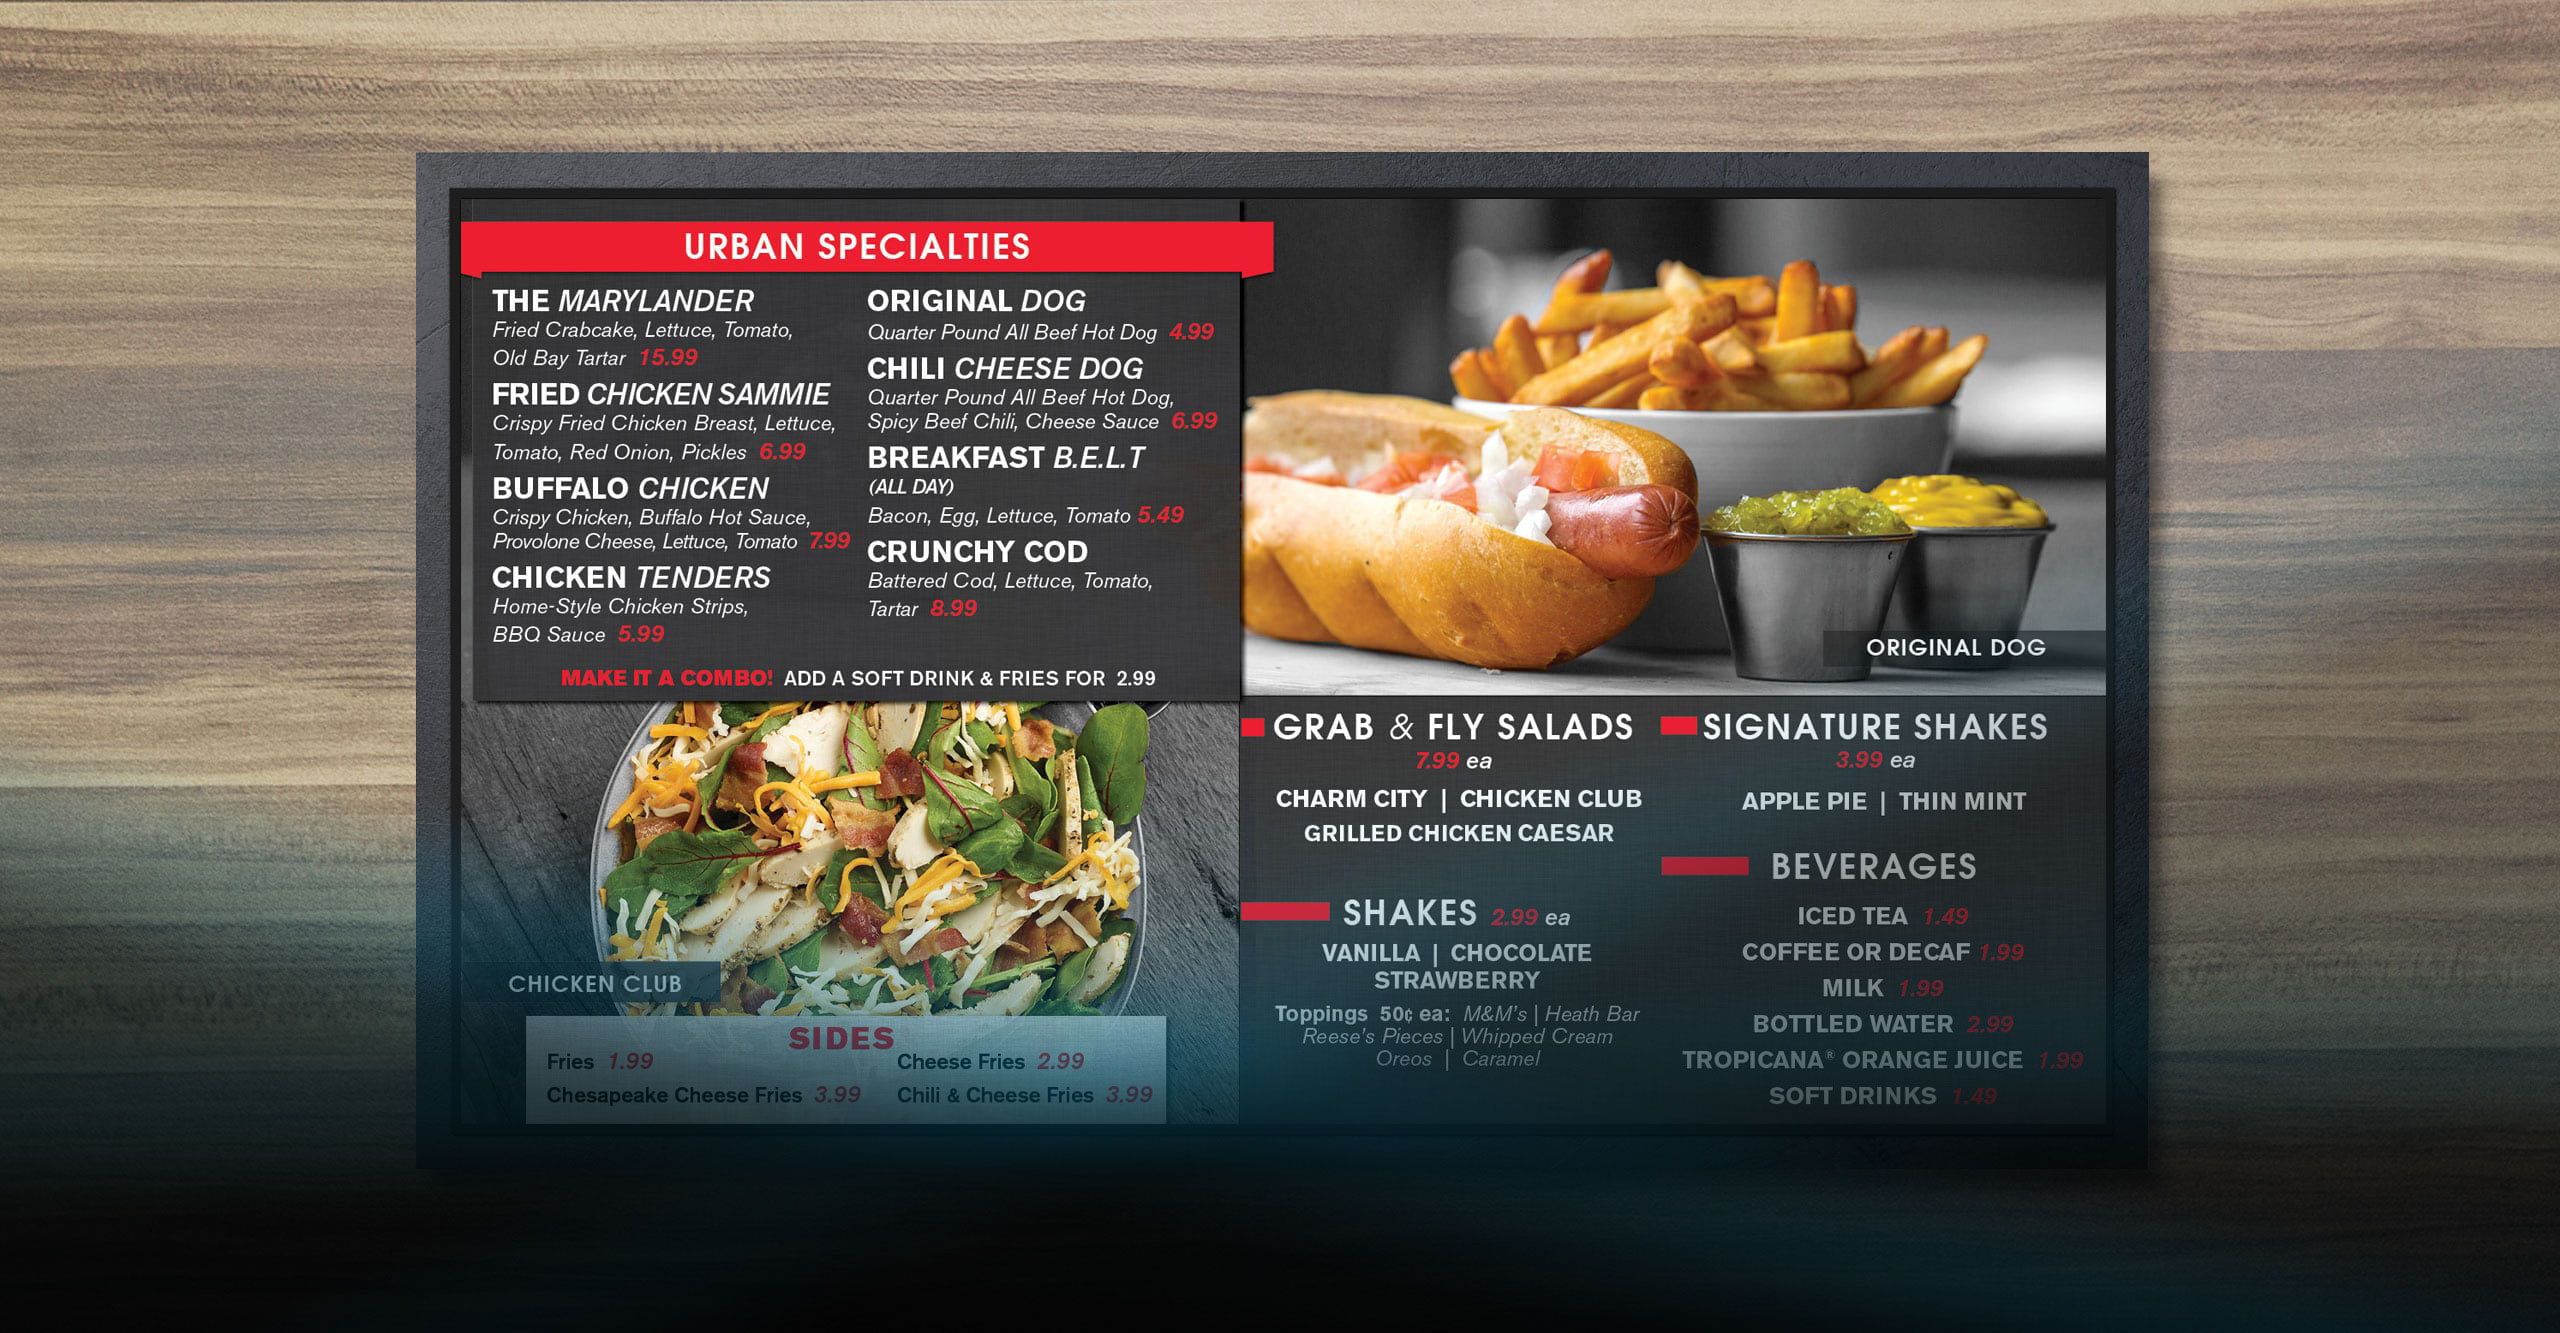 URBAN SPECIALTIES
THE MARYLANDER
Fried Crabcake, Lettuce, Tomato,
Old Bay Tartar 15.99
FRIED CHICKEN SAMMIE
Crispy Fried Chicken Breast, Lettuce,
Tomato, Red Onion, Pickles 6.99
BUFFALO CHICKEN
Crispy Chicken, Buffalo Hot Sauce,
Provolone Cheese, Lettuce, Tomato 7.99
CHICKEN TENDERS
Home-Style Chicken Strips,
BBQ Sauce 5.99
ORIGINAL DOG
Quarter Pound All Beef Hot Dog 4.99
CHILI CHEESE DOG
Quarter Pound All Beef Hot Dog,
Spicy Beef Chili, Cheese Sauce 6.99
BREAKFAST B.E.L.T
(ALL DAY)
Bacon, Egg, Lettuce, Tomato 5.49
CRUNCHY COD
Battered Cod, Lettuce, Tomato,
Tartar 8.99
MAKE IT A COMBO! ADD A SOFT DRINK & FRIES FOR 2.99
ORIGINAL DOG
CHICKEN CLUB
SIDES
Fries 1.99
Cheese Fries 2.99
Chesapeake Cheese Fries 3.99
Chili & Cheese Fries 3.99
GRAB & FLY SALADS
7.99 ea
CHARM CITY | CHICKEN CLUB
GRILLED CHICKEN CAESAR
SHAKES 2.99 ea
VANILLA | CHOCOLATE
STRAWBERRY
Toppings 50¢ ea: M&M's | Heath Bar
Reese's Pieces | Whipped Cream
Oreos | Caramel
SIGNATURE SHAKES
3.99 ea
APPLE PIE | THIN MINT
BEVERAGES
ICED TEA 1.49
COFFEE OR DECAF 1.99
MILK 1.99
BOTTLED WATER 2.99
TROPICANA® ORANGE JUICE 1.99
SOFT DRINKS 1.49